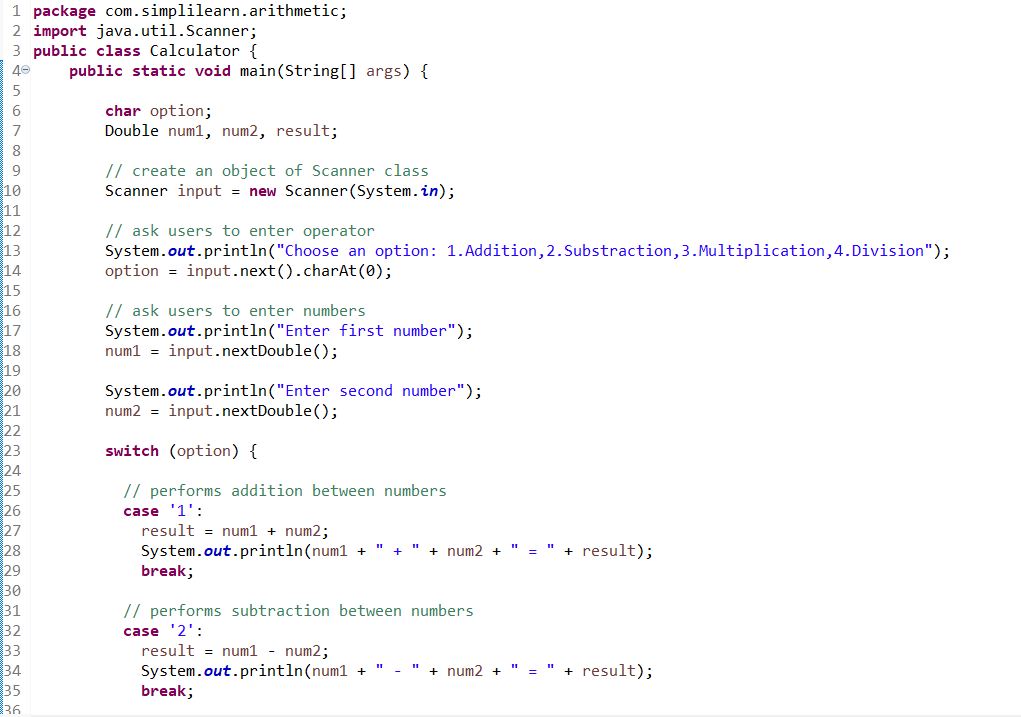 1 package com.simplilearn.arithmetic;
2 import java.util.Scanner;
3 public class Calculator {
4 public static void main(String[] args) {
5
6 char option;
7 Double num1, num2, result;
8
9 // create an object of Scanner class
10 Scanner input = new Scanner(System.in);
11
12 // ask users to enter operator
13 System.out.println("Choose an option: 1.Addition,2.Substraction,3.Multiplication,4.Division");
14 option = input.next().charAt(0);
15
16 // ask users to enter numbers
17 System.out.println("Enter first number");
18 num1 = input.nextDouble();
19
20 System.out.println("Enter second number");
21 num2 = input.nextDouble();
22
23 switch (option) {
24
25 // performs addition between numbers
26 case '1':
27 result = num1 + num2;
28 System.out.println(num1 + " + " + num2 + " = " + result);
29 break;
30
31 // performs subtraction between numbers
32 case '2':
33 result = num1 - num2;
34 System.out.println(num1 + " - " + num2 + " = " + result);
35 break;
36